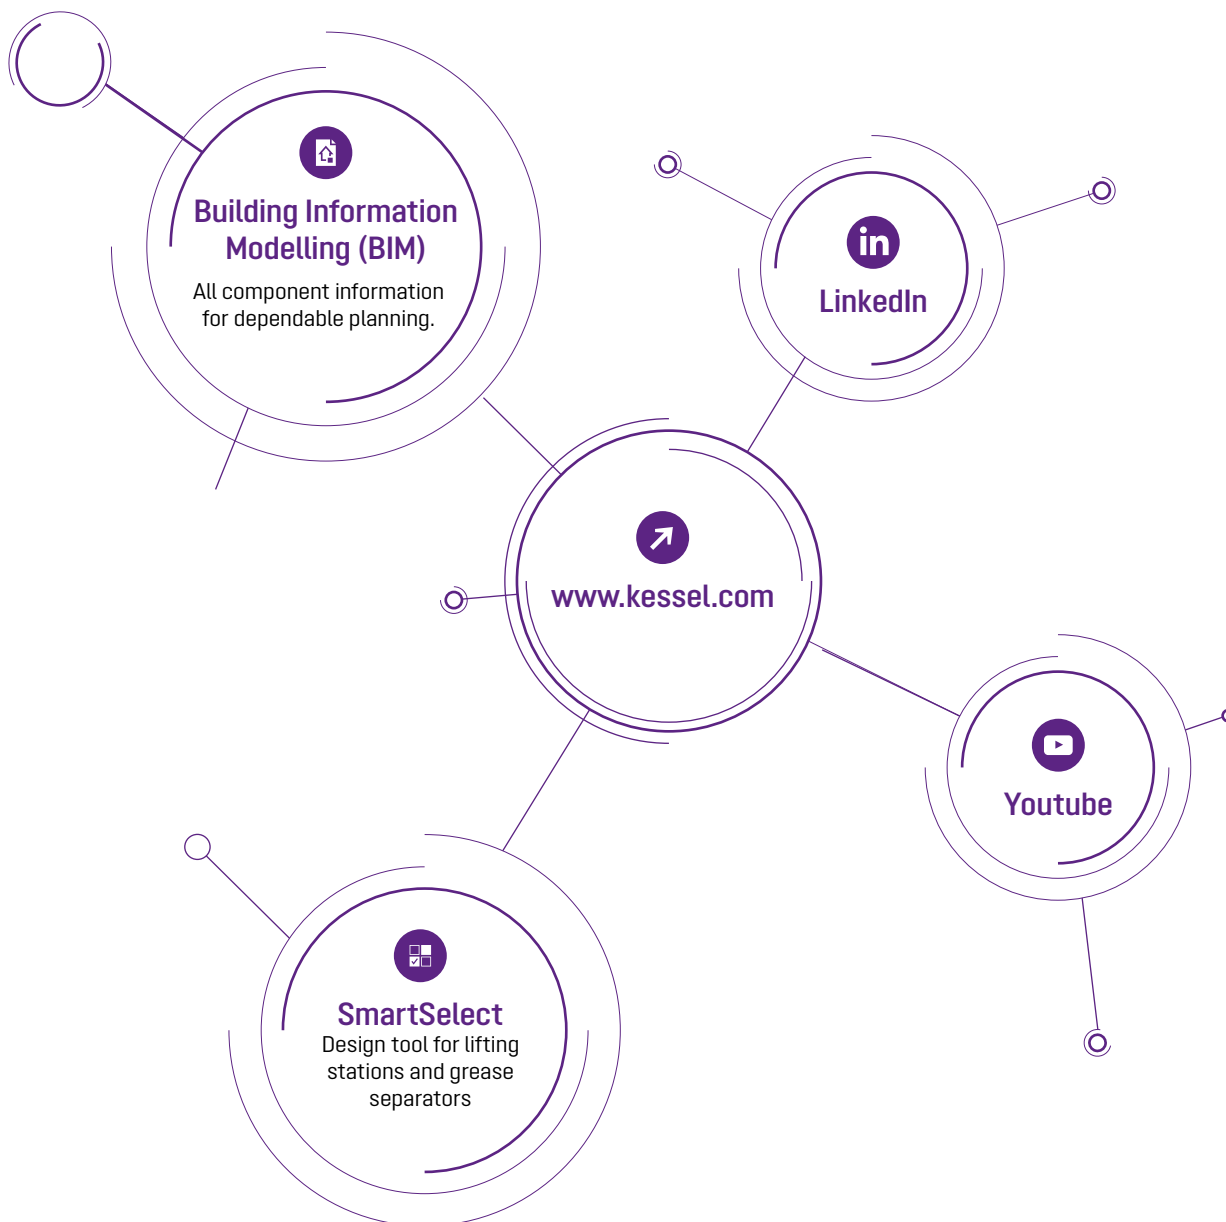 Building Information
Modelling (BIM)
All component information
for dependable planning.
in
LinkedIn
www.kessel.com
Youtube
SmartSelect
Design tool for lifting
stations and grease
separators